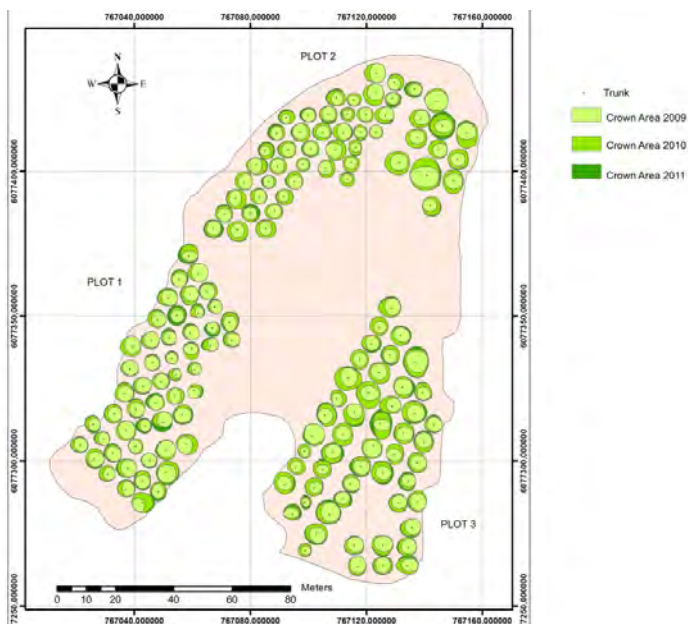 767040,000000 767080,000000 767120,000000 767160,000000
PLOT 2
N
W E
S
Trunk
Crown Area 2009
Crown Area 2010
Crown Area 2011
6077400,000000 6077400,000000
PLOT 1
6077350,000000 6077350,000000
6077300,000000 6077300,000000
PLOT 3
Meters
0 10 20 40 60 80
7250,000000 7250,000000
767040,000000 767080,000000 767120,000000 767160,000000